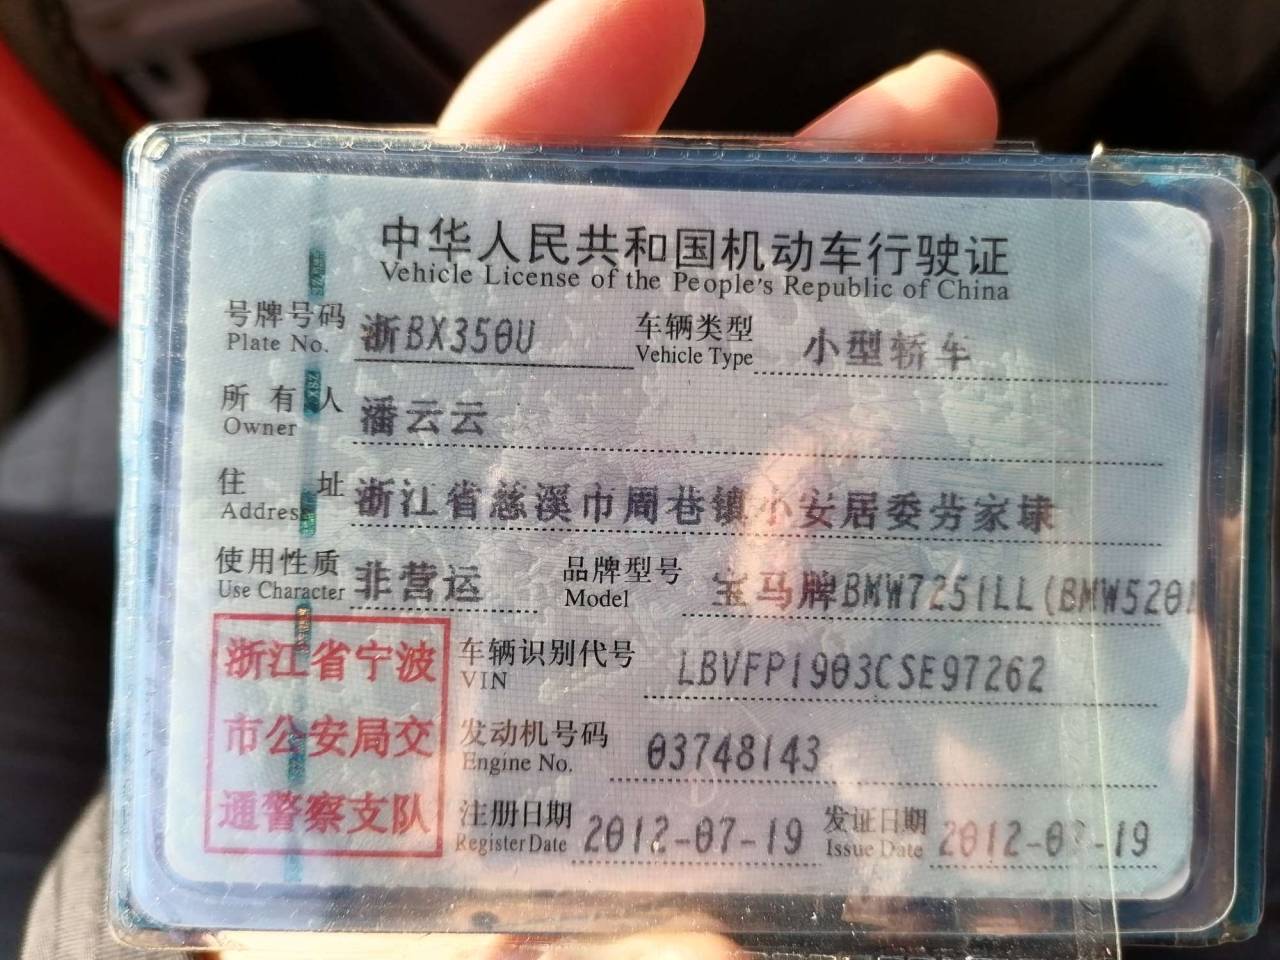 中华人民共和国机动车行驶证
Vehicle License of the People's Republic of China
号牌号码 浙BX350U 车辆类型 小型轿车
Plate No. Vehicle Type
所有人 潘云云
Owner
住址 浙江省慈溪市周巷镇小安居委劳家埭
Address
使用性质 非营运 品牌型号 宝马牌BMW7251LL(BMW520L
Use Character Model
浙江省宁波
市公安局交
通警察支队
车辆识别代号 LBVFP1903CSE97262
VIN
发动机号码 03748143
Engine No.
注册日期 2012-07-19 发证日期 2012-07-19
Register Date Issue Date